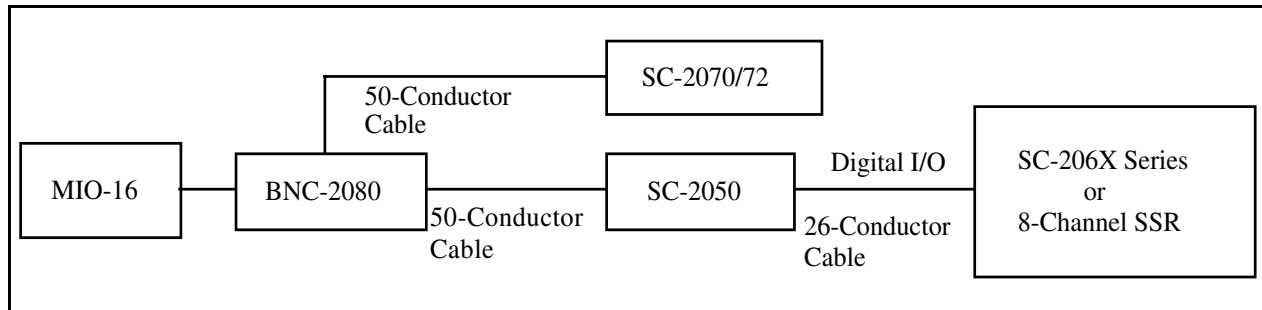 SC-2070/72
50-Conductor
Cable
MIO-16
BNC-2080
50-Conductor
Cable
SC-2050
Digital I/O
26-Conductor
Cable
SC-206X Series
or
8-Channel SSR